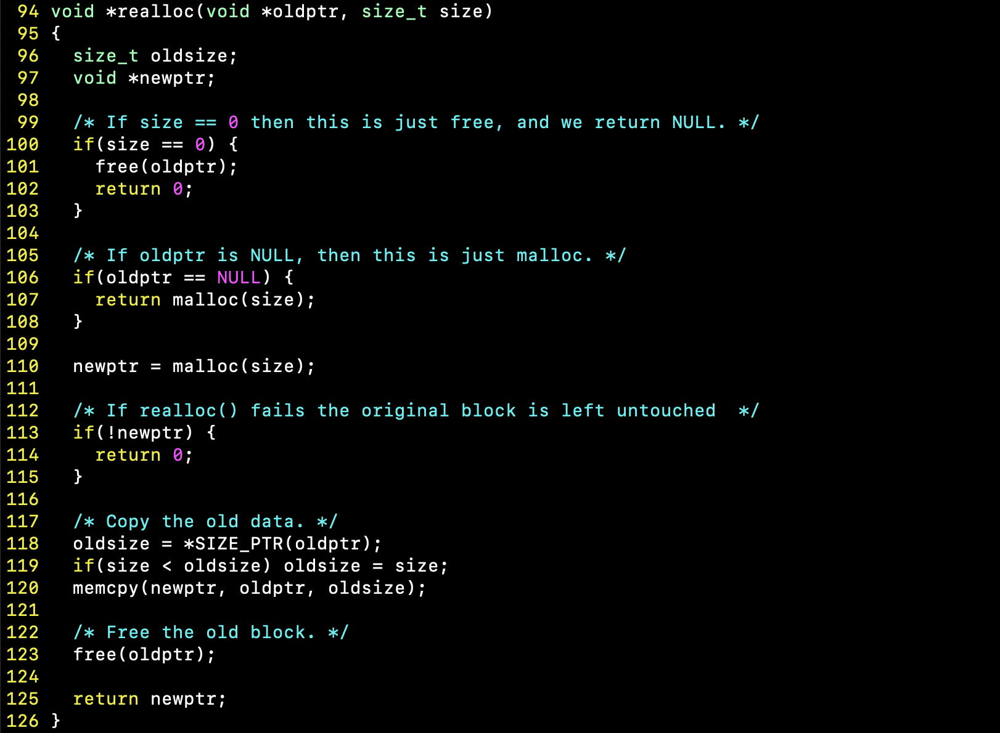 94 void *realloc(void *oldptr, size_t size)
95 {
96   size_t oldsize;
97   void *newptr;
98
99   /* If size == 0 then this is just free, and we return NULL. */
100   if(size == 0) {
101     free(oldptr);
102     return 0;
103   }
104
105   /* If oldptr is NULL, then this is just malloc. */
106   if(oldptr == NULL) {
107     return malloc(size);
108   }
109
110   newptr = malloc(size);
111
112   /* If realloc() fails the original block is left untouched  */
113   if(!newptr) {
114     return 0;
115   }
116
117   /* Copy the old data. */
118   oldsize = *SIZE_PTR(oldptr);
119   if(size < oldsize) oldsize = size;
120   memcpy(newptr, oldptr, oldsize);
121
122   /* Free the old block. */
123   free(oldptr);
124
125   return newptr;
126 }